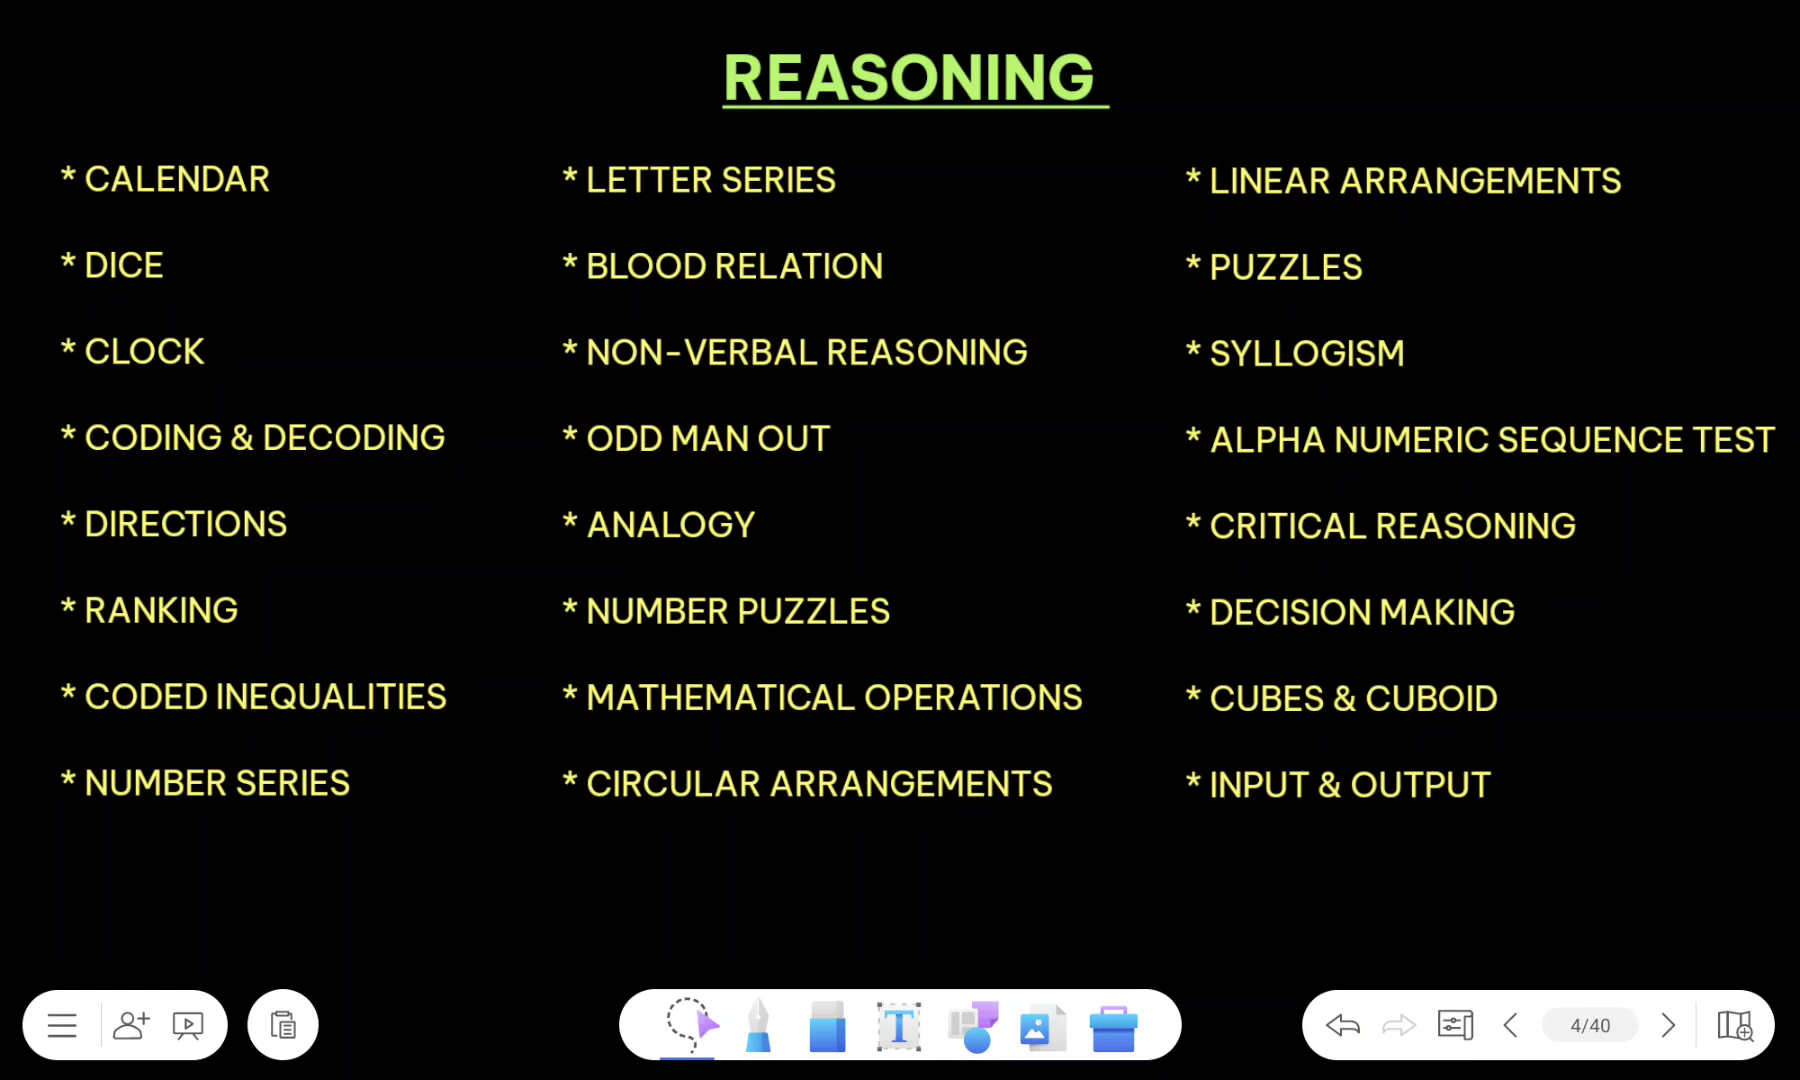 REASONING
* CALENDAR
* DICE
* CLOCK
* CODING & DECODING
* DIRECTIONS
* RANKING
* CODED INEQUALITIES
* NUMBER SERIES
* LETTER SERIES
* BLOOD RELATION
* NON-VERBAL REASONING
* ODD MAN OUT
* ANALOGY
* NUMBER PUZZLES
* MATHEMATICAL OPERATIONS
* CIRCULAR ARRANGEMENTS
* LINEAR ARRANGEMENTS
* PUZZLES
* SYLLOGISM
* ALPHA NUMERIC SEQUENCE TEST
* CRITICAL REASONING
* DECISION MAKING
* CUBES & CUBOID
* INPUT & OUTPUT
T
4/40